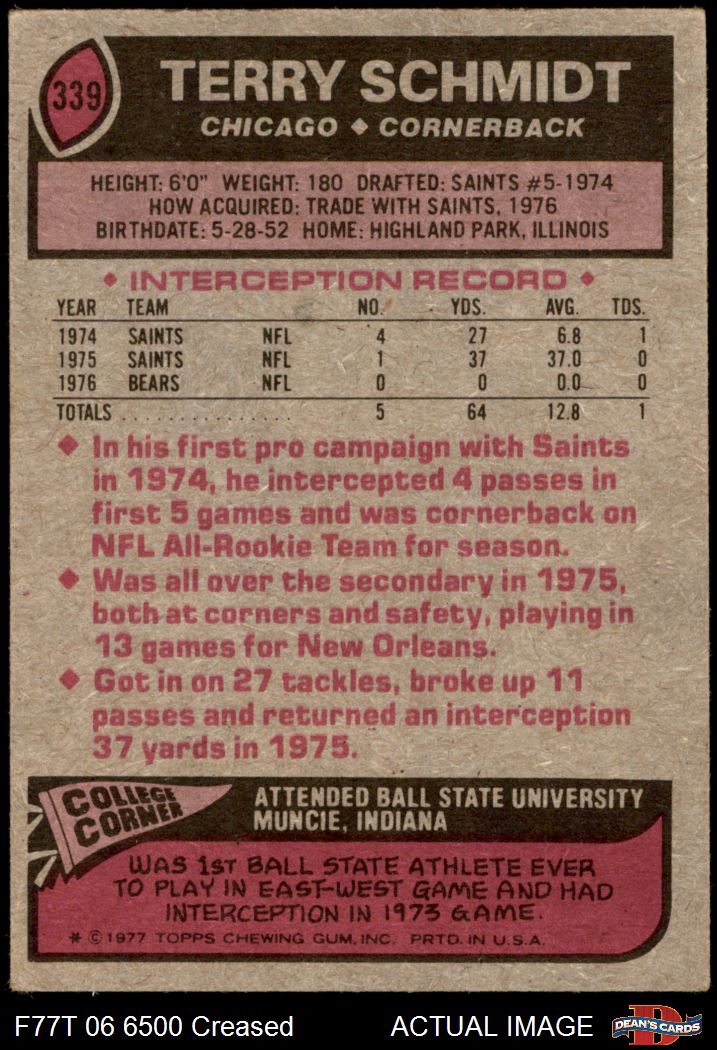 339
TERRY SCHMIDT
CHICAGO ◆ CORNERBACK
HEIGHT: 6'0" WEIGHT: 180 DRAFTED: SAINTS #5-1974
HOW ACQUIRED: TRADE WITH SAINTS, 1976
BIRTHDATE: 5-28-52 HOME: HIGHLAND PARK, ILLINOIS
◆ INTERCEPTION RECORD ◆
YEAR TEAM NO. YDS. AVG. TDS.
1974 SAINTS NFL 4 27 6.8 1
1975 SAINTS NFL 1 37 37.0 0
1976 BEARS NFL 0 0 0.0 0
TOTALS . . . . . . . . . . . . . . . 5 64 12.8 1
◆ In his first pro campaign with Saints
in 1974, he intercepted 4 passes in
first 5 games and was cornerback on
NFL All-Rookie Team for season.
◆ Was all over the secondary in 1975,
both at corners and safety, playing in
13 games for New Orleans.
◆ Got in on 27 tackles, broke up 11
passes and returned an interception
37 yards in 1975.
COLLEGE
CORNER
ATTENDED BALL STATE UNIVERSITY
MUNCIE, INDIANA
WAS 1ST BALL STATE ATHLETE EVER
TO PLAY IN EAST-WEST GAME AND HAD
INTERCEPTION IN 1973 GAME.
* © 1977 TOPPS CHEWING GUM, INC. PRTD. IN U.S.A.
F77T 06 6500 Creased
ACTUAL IMAGE
D
DEAN'S CARDS